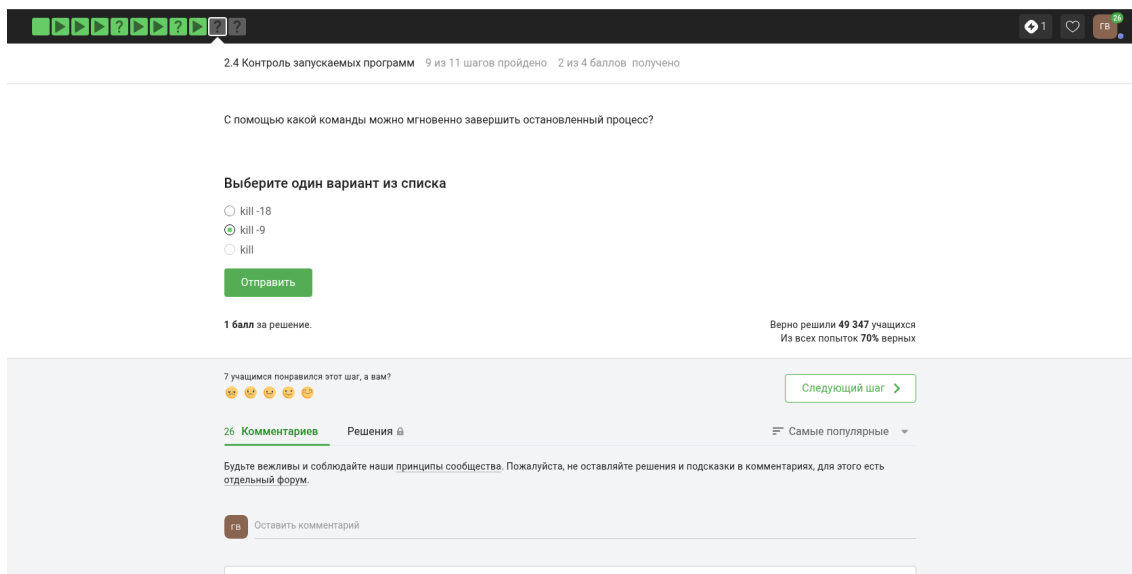 ? ? ? ?
1
ГВ
26
2.4 Контроль запускаемых программ 9 из 11 шагов пройдено 2 из 4 баллов получено
С помощью какой команды можно мгновенно завершить остановленный процесс?
Выберите один вариант из списка
kill -18
kill -9
kill
Отправить
1 балл за решение.
Верно решили 49 347 учащихся
Из всех попыток 70% верных
7 учащимся понравился этот шаг, а вам?
Следующий шаг
26 Комментариев Решения
Самые популярные
Будьте вежливы и соблюдайте наши принципы сообщества. Пожалуйста, не оставляйте решения и подсказки в комментариях, для этого есть
отдельный форум.
ГВ Оставить комментарий